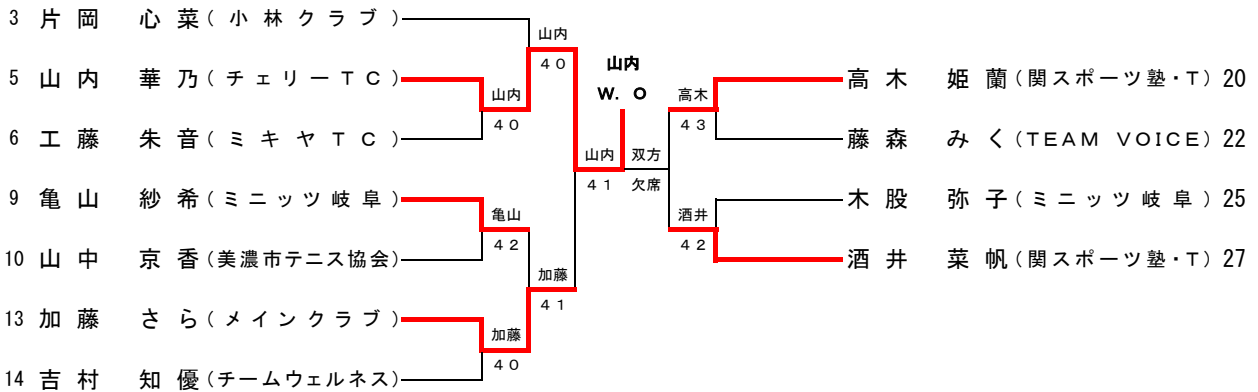 3 片岡 心菜(小林クラブ)
5 山内 華乃(チェリーTC)
6 工藤 朱音(ミキヤTC)
9 亀山 紗希(ミニッツ岐阜)
10 山中 京香(美濃市テニス協会)
13 加藤 さら(メインクラブ)
14 吉村 知優(チームウェルネス)
山内
40
亀山
42
加藤
40
山内
40
加藤
41
山内
41
山内
W.O
双方
欠席
高木
43
酒井
42
高木 姫蘭(関スポーツ塾・T) 20
藤森 みく(TEAM VOICE) 22
木股 弥子(ミニッツ岐阜) 25
酒井 菜帆(関スポーツ塾・T) 27